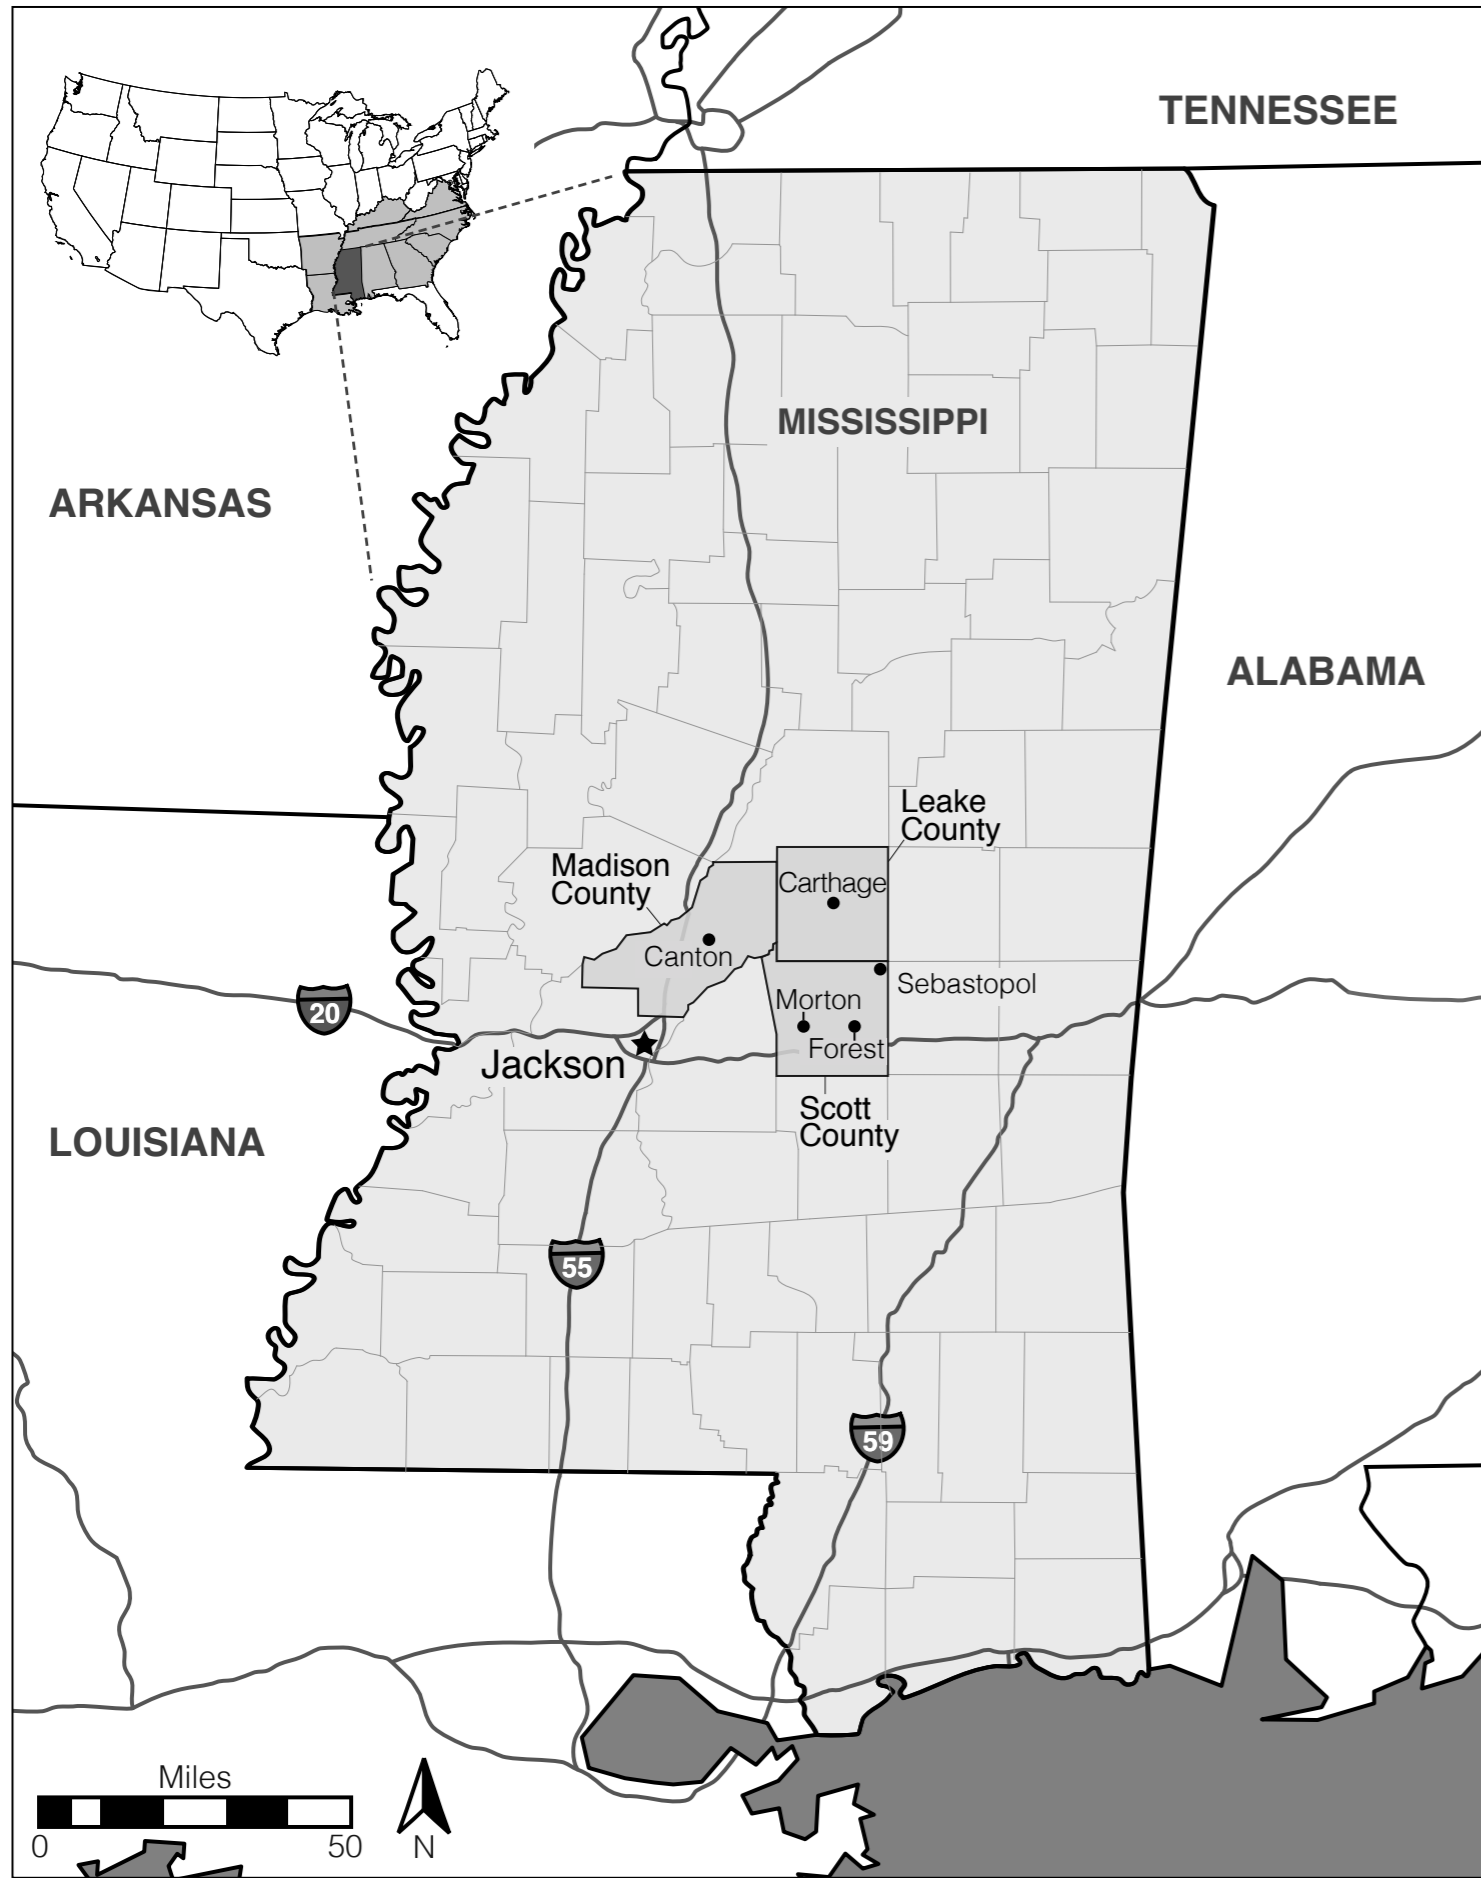 TENNESSEE
MISSISSIPPI
ARKANSAS
ALABAMA
Leake
County
Madison
County
Carthage
Canton
Sebastopol
Morton
20
Forest
Jackson
Scott
County
LOUISIANA
55
59
Miles
0 50
N